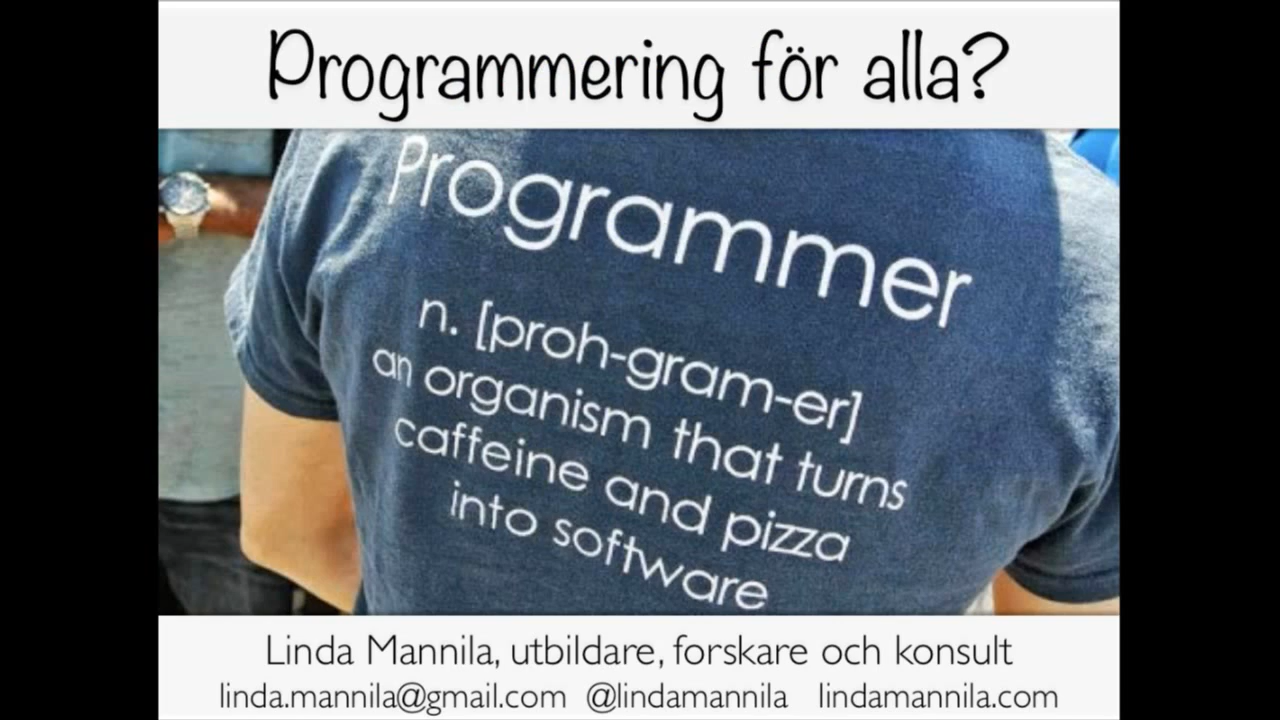 Programmering för alla?
Programmer
n. [proh-gram-er]
an organism that turns
caffeine and pizza
into software
Linda Mannila, utbildare, forskare och konsult
linda.mannila@gmail.com @lindamannila lindamannila.com